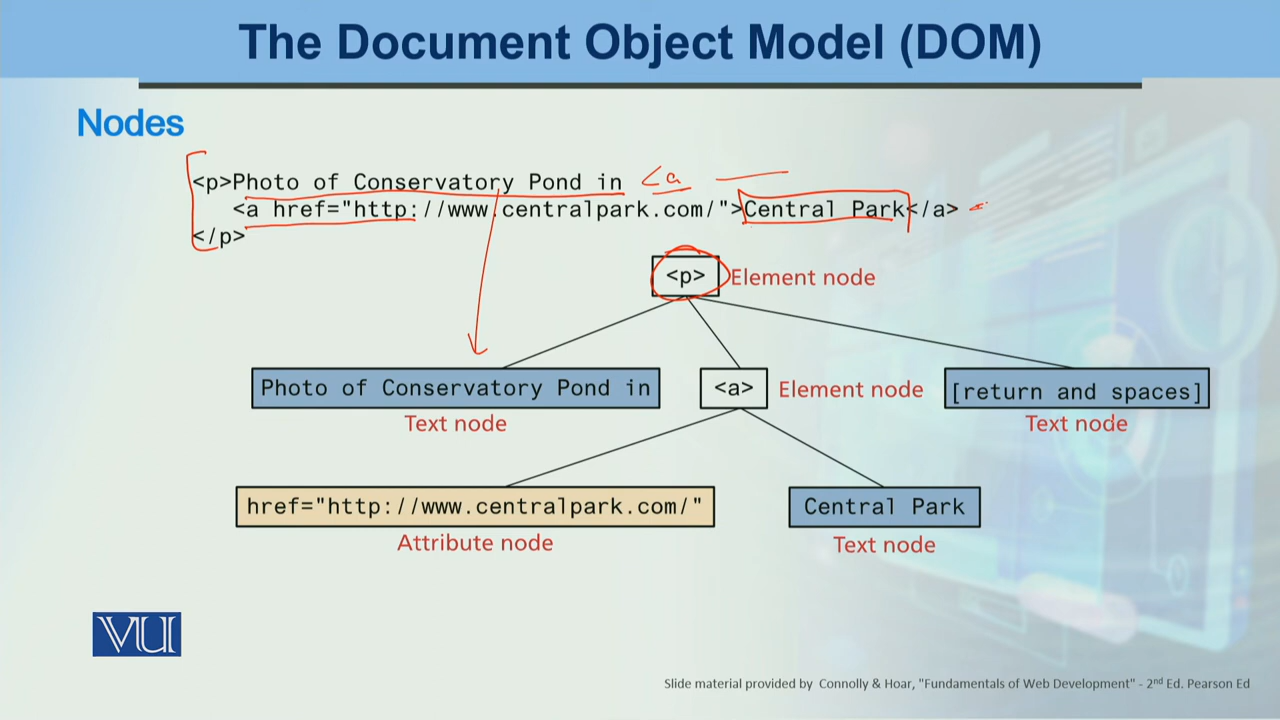 The Document Object Model (DOM)
Nodes
<p>Photo of Conservatory Pond in <a
<a href="http://www.centralpark.com/">Central Park</a>
</p>
<p> Element node
Photo of Conservatory Pond in
Text node
<a> Element node
[return and spaces]
Text node
href="http://www.centralpark.com/"
Attribute node
Central Park
Text node
VU
Slide material provided by Connolly & Hoar, "Fundamentals of Web Development" - 2nd Ed. Pearson Ed